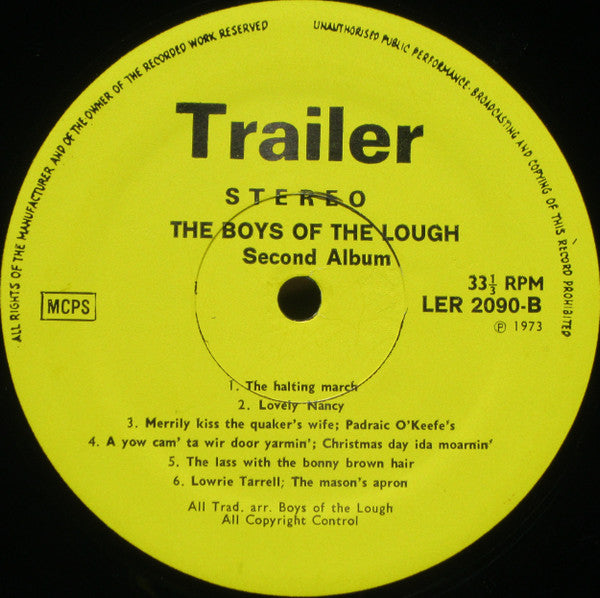 ALL RIGHTS OF THE MANUFACTURER AND OF THE OWNER OF THE RECORDED WORK RESERVED
UNAUTHORISED PUBLIC PERFORMANCE · BROADCASTING AND COPYING OF THIS RECORD PROHIBITED
Trailer
STEREO
THE BOYS OF THE LOUGH
Second Album
33⅓ RPM
MCPS
LER 2090-B
℗ 1973
1. The halting march
2. Lovely Nancy
3. Merrily kiss the quaker's wife; Padraic O'Keefe's
4. A yow cam' ta wir door yarmin'; Christmas day ida moarnin'
5. The lass with the bonny brown hair
6. Lowrie Tarrell; The mason's apron
All Trad. arr. Boys of the Lough
All Copyright Control